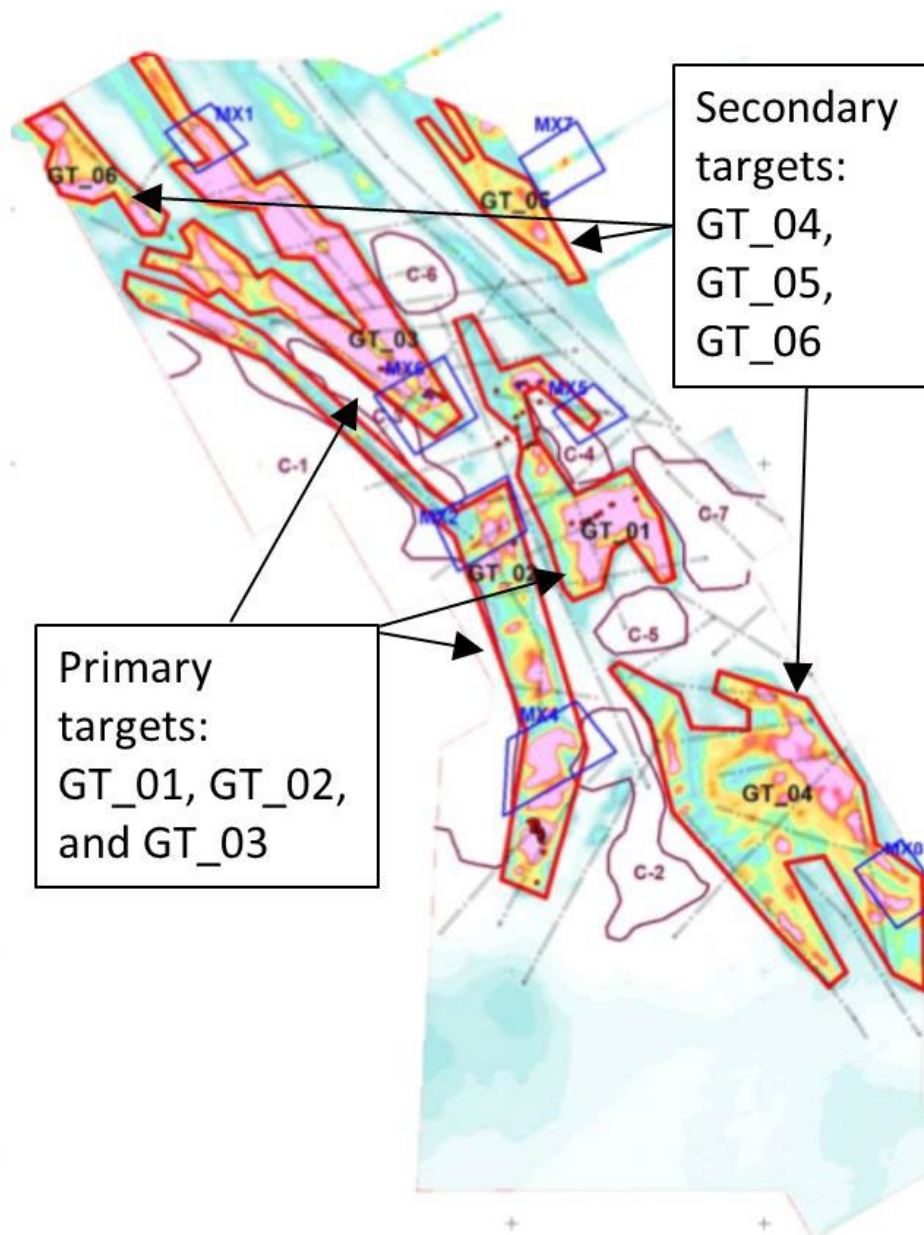 MX1
MX7
Secondary
targets:
GT_04,
GT_05,
GT_06
GT_06
GT_05
C-6
GT_03
MX6
MX5
C-4
C-1
C-7
MX2
GT_01
GT_02
C-5
Primary
targets:
GT_01, GT_02,
and GT_03
MX4
GT_04
MX8
C-2